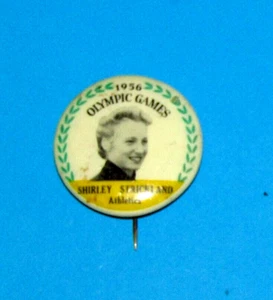 1956
OLYMPIC GAMES
SHIRLEY STRICKLAND
Athletics